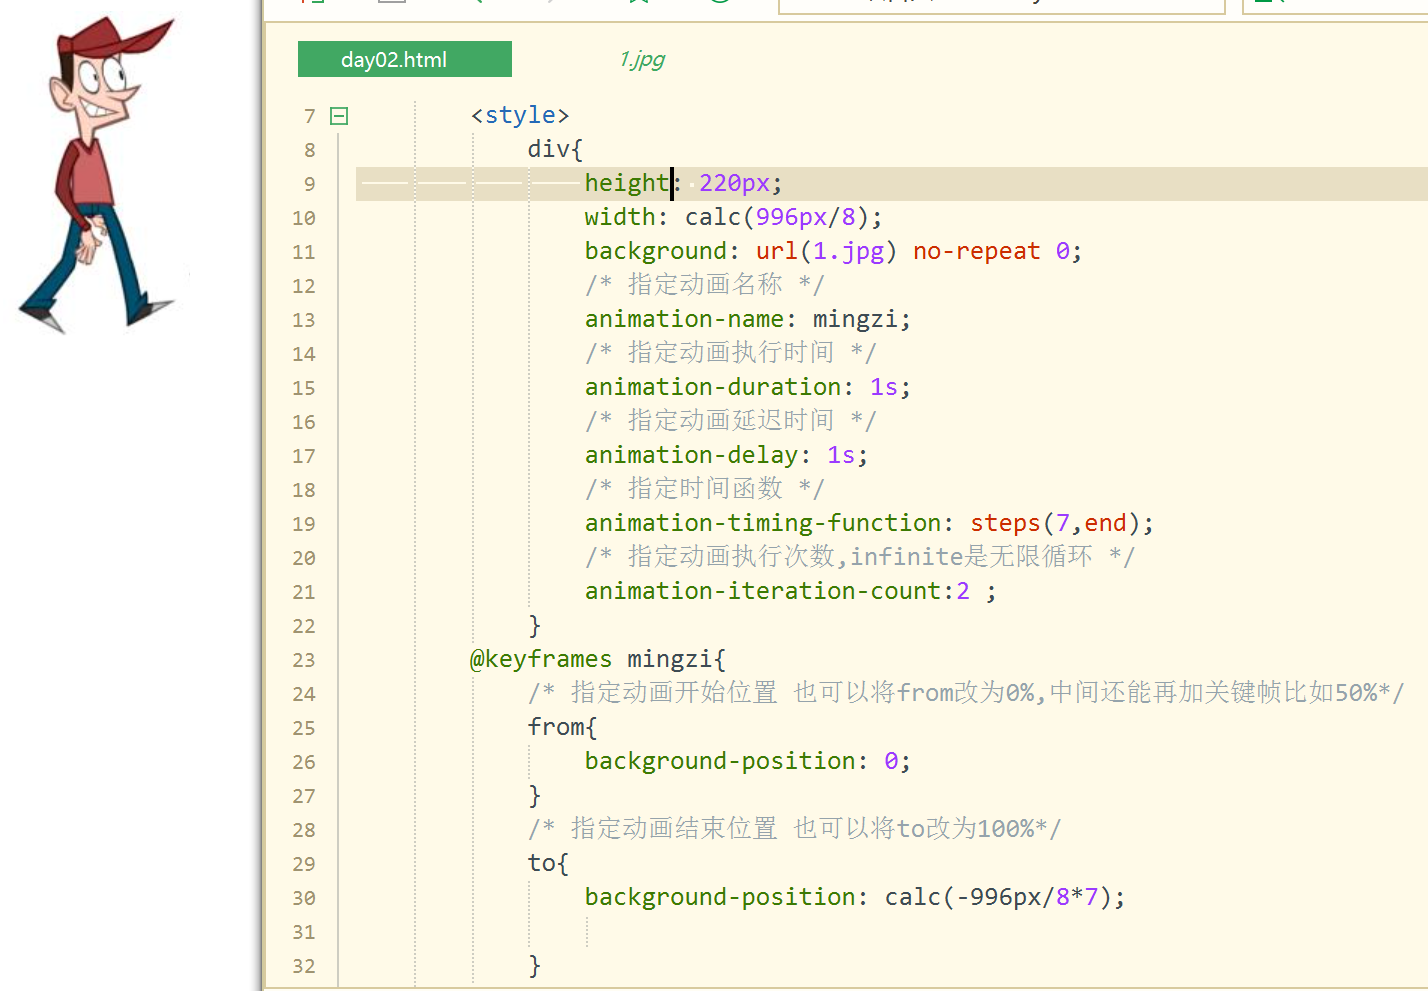 day02.html 1.jpg
7 <style>
8 div{
9 height: 220px;
10 width: calc(996px/8);
11 background: url(1.jpg) no-repeat 0;
12 /* 指定动画名称 */
13 animation-name: mingzi;
14 /* 指定动画执行时间 */
15 animation-duration: 1s;
16 /* 指定动画延迟时间 */
17 animation-delay: 1s;
18 /* 指定时间函数 */
19 animation-timing-function: steps(7,end);
20 /* 指定动画执行次数,infinite是无限循环 */
21 animation-iteration-count:2 ;
22 }
23 @keyframes mingzi{
24 /* 指定动画开始位置 也可以将from改为0%,中间还能再加关键帧比如50%*/
25 from{
26 background-position: 0;
27 }
28 /* 指定动画结束位置 也可以将to改为100%*/
29 to{
30 background-position: calc(-996px/8*7);
31
32 }